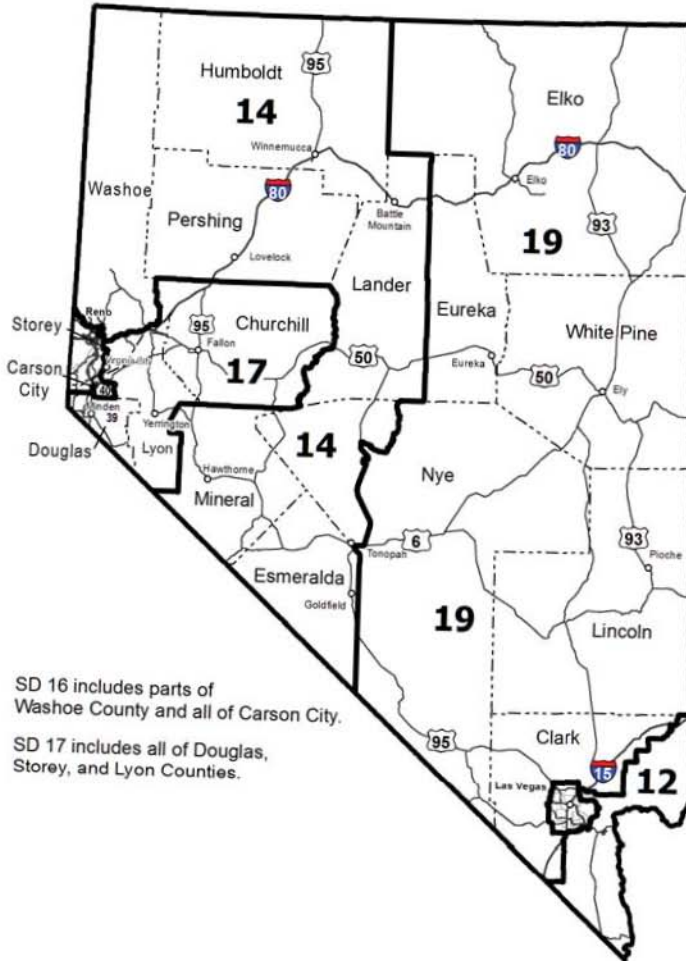 Humboldt
95
Elko
14
Winnemucca
80
80
Elko
Washoe
Battle
Mountain
93
Pershing
19
Lovelock
Lander
Reno
95
Churchill
Eureka
White Pine
Storey
Fallon
Virginia City
50
Eureka
Carson
City
17
50
Ely
40
Minden
39
Yerrington
Douglas
Lyon
14
Nye
Hawthorne
Mineral
6
93
Tonopah
Pioche
Esmeralda
Goldfield
19
Lincoln
SD 16 includes parts of
Washoe County and all of Carson City.
95
Clark
SD 17 includes all of Douglas,
Storey, and Lyon Counties.
15
12
Las Vegas